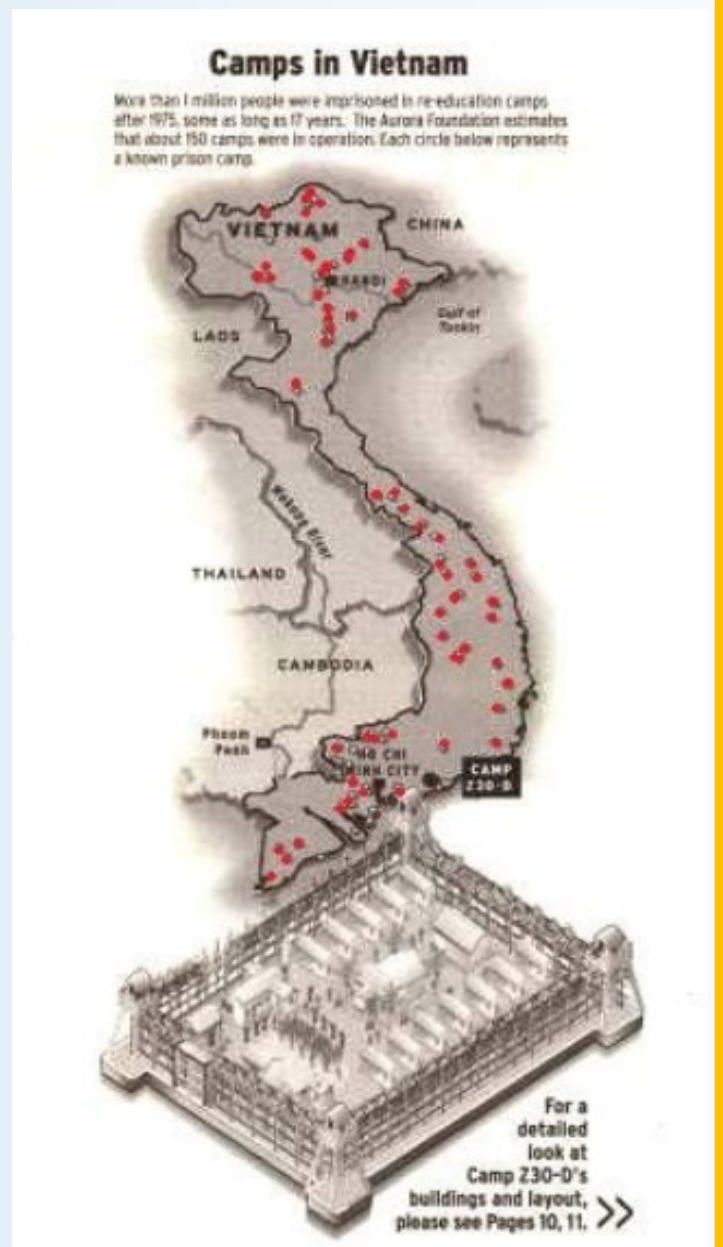 Camps in Vietnam
More than 1 million people were imprisoned in re-education camps
after 1975, some as long as 17 years. The Aurora Foundation estimates
that about 150 camps were in operation. Each circle below represents
a known prison camp.
VIETNAM
CHINA
HANOI
Gulf of
Tonkin
LAOS
Mekong River
THAILAND
CAMBODIA
Phnom
Penh
HO CHI
MINH CITY
CAMP
Z30-D
For a
detailed
look at
Camp Z30-D's
buildings and layout,
please see Pages 10, 11.